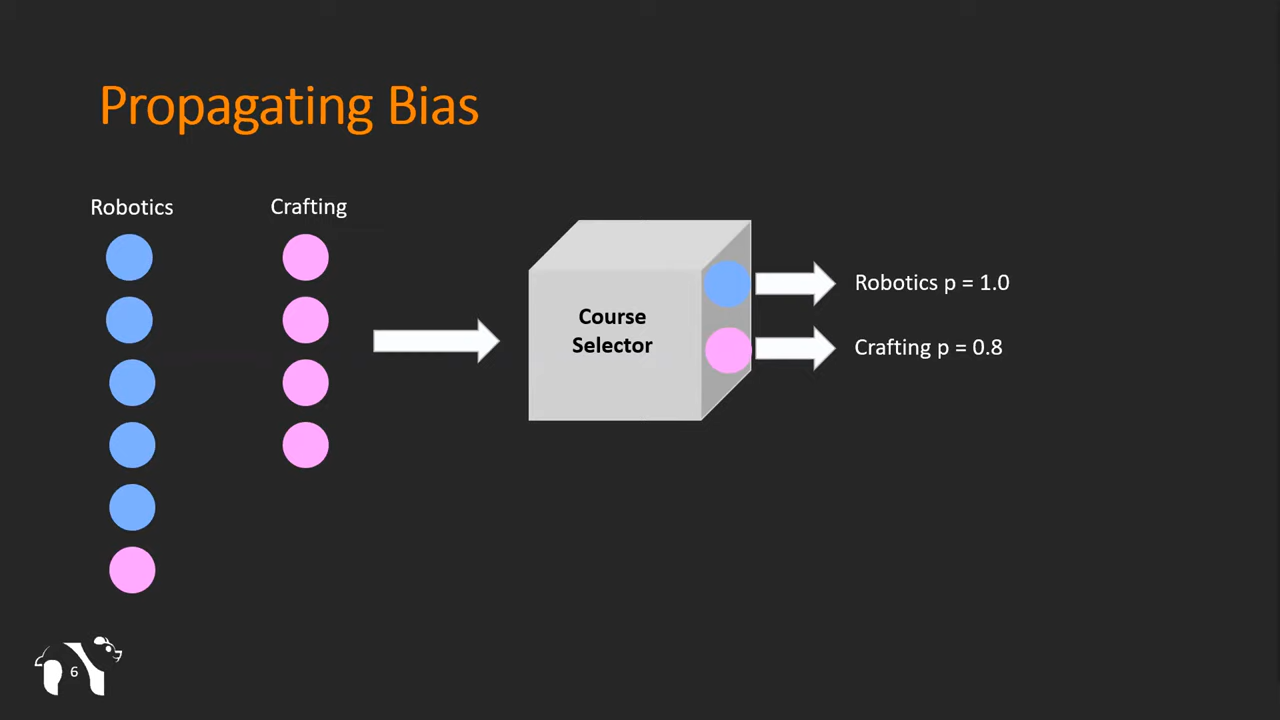 Propagating Bias
Robotics
Crafting
Course
Selector
Robotics p = 1.0
Crafting p = 0.8
6